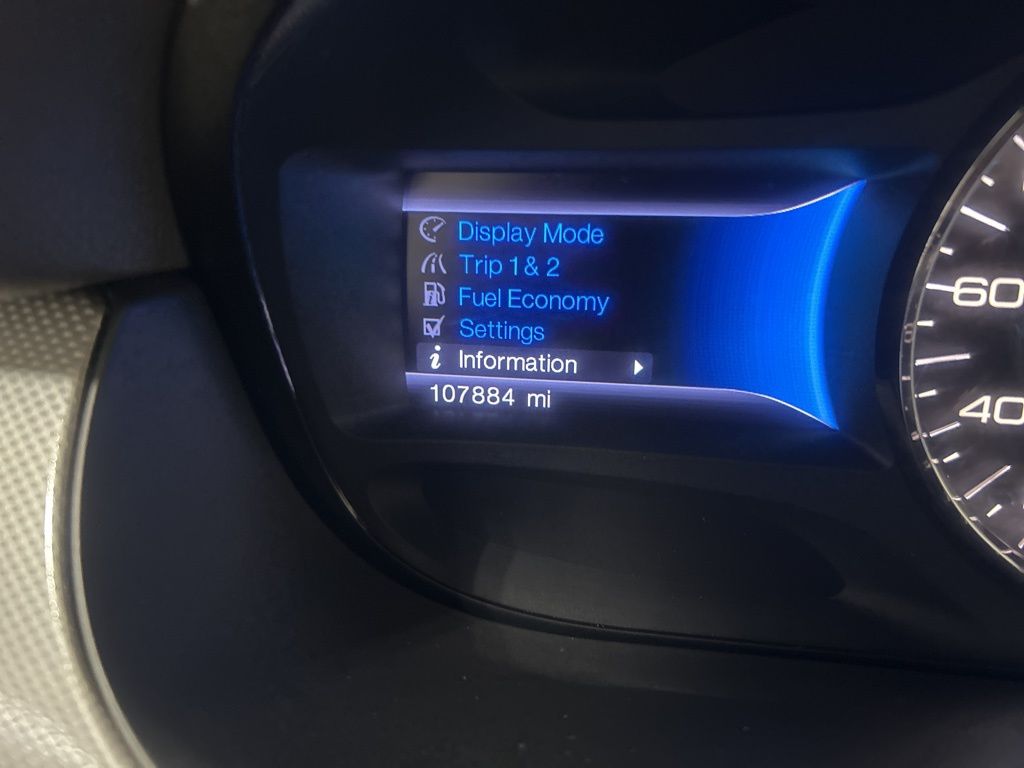 Display Mode
Trip 1 & 2
Fuel Economy
Settings
i Information
107884 mi
60
40